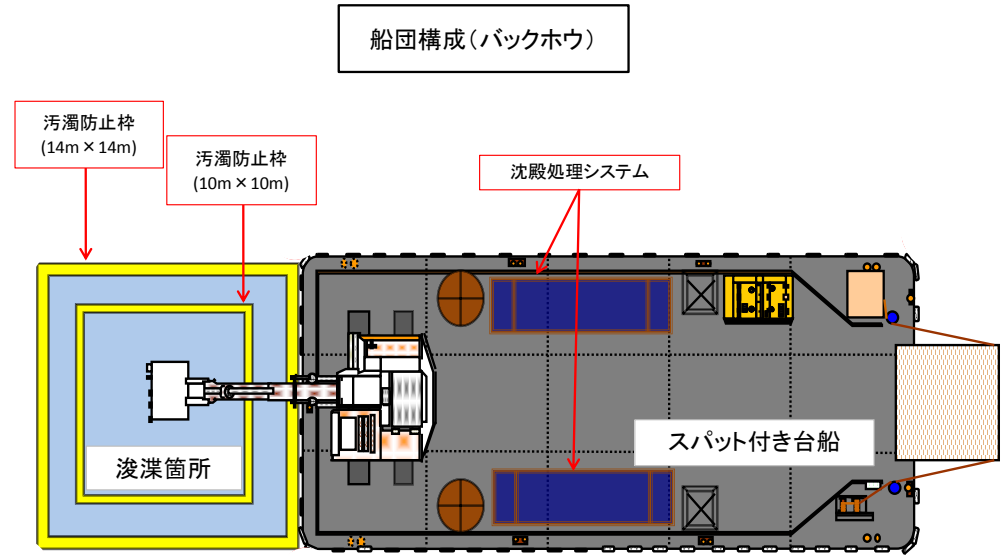 船団構成(バックホウ)
汚濁防止枠
(14m×14m)
汚濁防止枠
(10m×10m)
沈殿処理システム
スパット付き台船
浚渫箇所